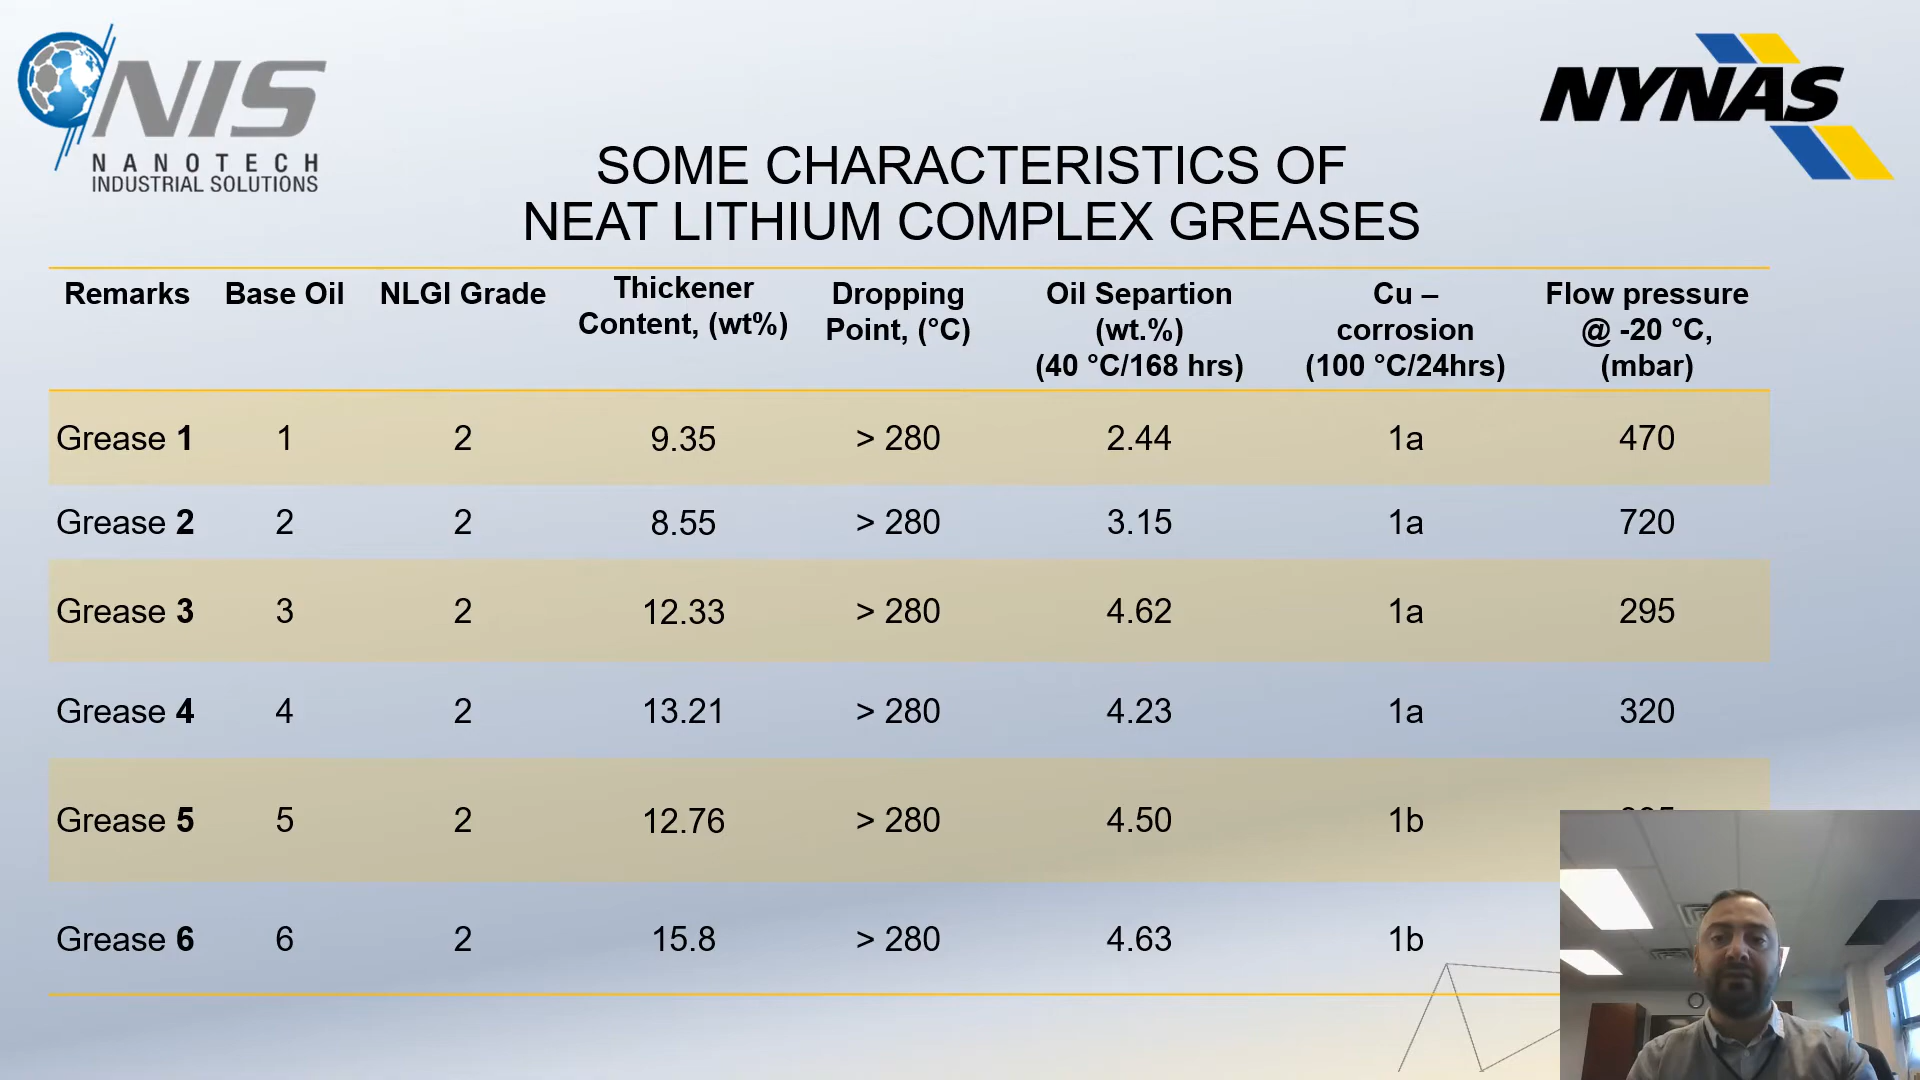 NIS
NANOTECH
INDUSTRIAL SOLUTIONS
NYNAS
SOME CHARACTERISTICS OF
NEAT LITHIUM COMPLEX GREASES
Remarks Base Oil NLGI Grade Thickener Content, (wt%) Dropping Point, (°C) Oil Separtion (wt.%) (40 °C/168 hrs) Cu – corrosion (100 °C/24hrs) Flow pressure @ -20 °C, (mbar)
Grease 1 1 2 9.35 > 280 2.44 1a 470
Grease 2 2 2 8.55 > 280 3.15 1a 720
Grease 3 3 2 12.33 > 280 4.62 1a 295
Grease 4 4 2 13.21 > 280 4.23 1a 320
Grease 5 5 2 12.76 > 280 4.50 1b
Grease 6 6 2 15.8 > 280 4.63 1b